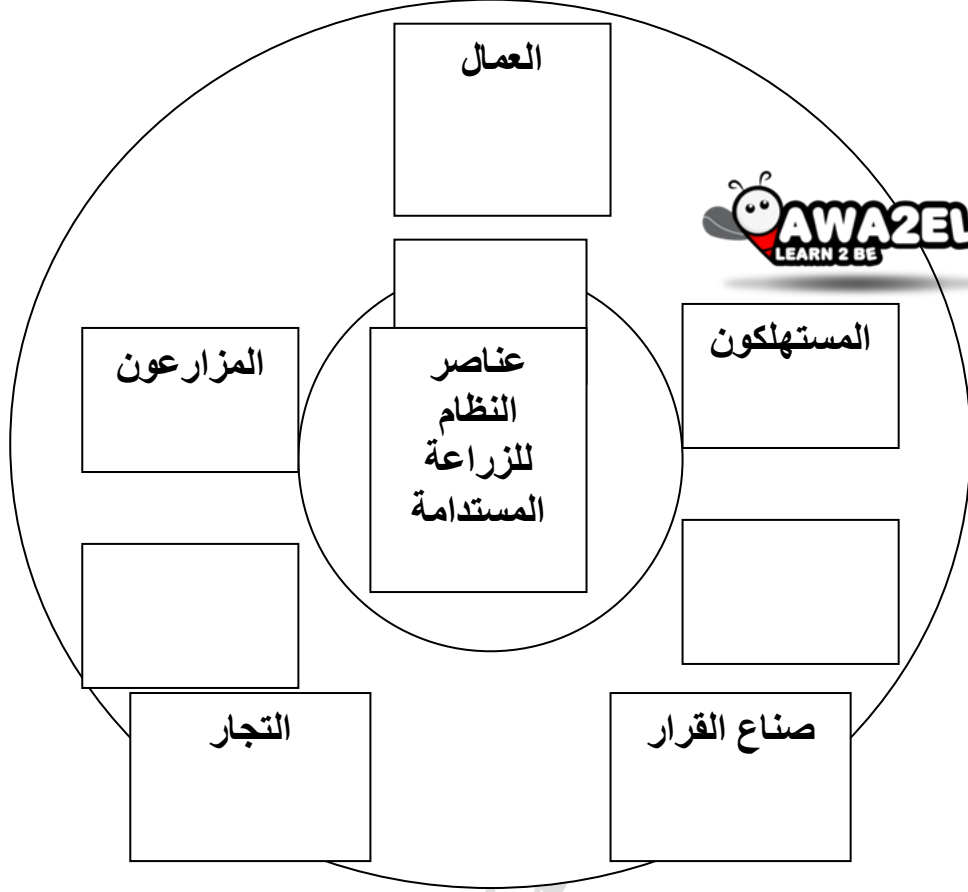 العمال
AWA2EL
LEARN 2 BE
المستهلكون
المزارعون
عناصر
النظام
للزراعة
المستدامة
صناع القرار
التجار